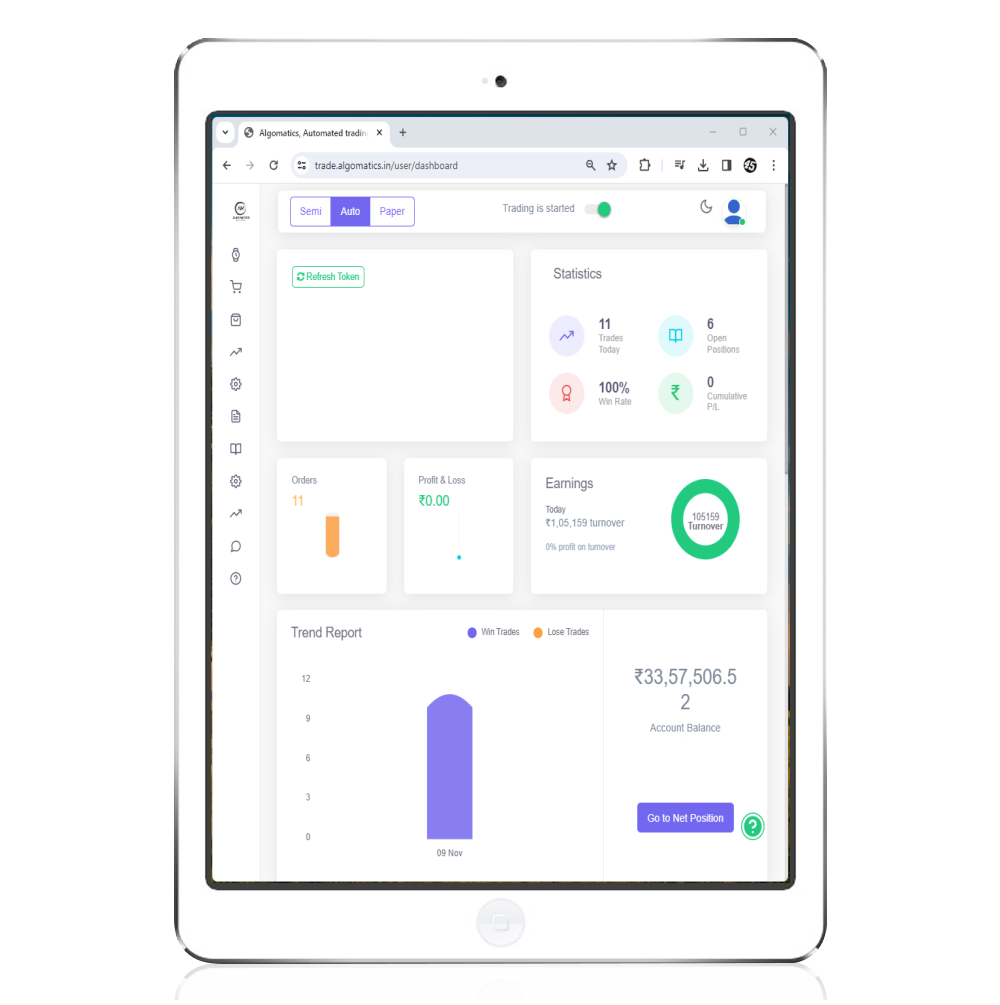 Algomatics, Automated tradin
trade.algomatics.in/user/dashboard
Semi
Auto
Paper
Trading is started
Refresh Token
Statistics
11
Trades
Today
6
Open
Positions
100%
Win Rate
0
Cumulative
P/L
Orders
11
Profit & Loss
₹0.00
Earnings
Today
₹1,05,159 turnover
0% profit on turnover
105159
Turnover
Trend Report
Win Trades
Lose Trades
12
9
6
3
0
09 Nov
₹33,57,506.5
2
Account Balance
Go to Net Position